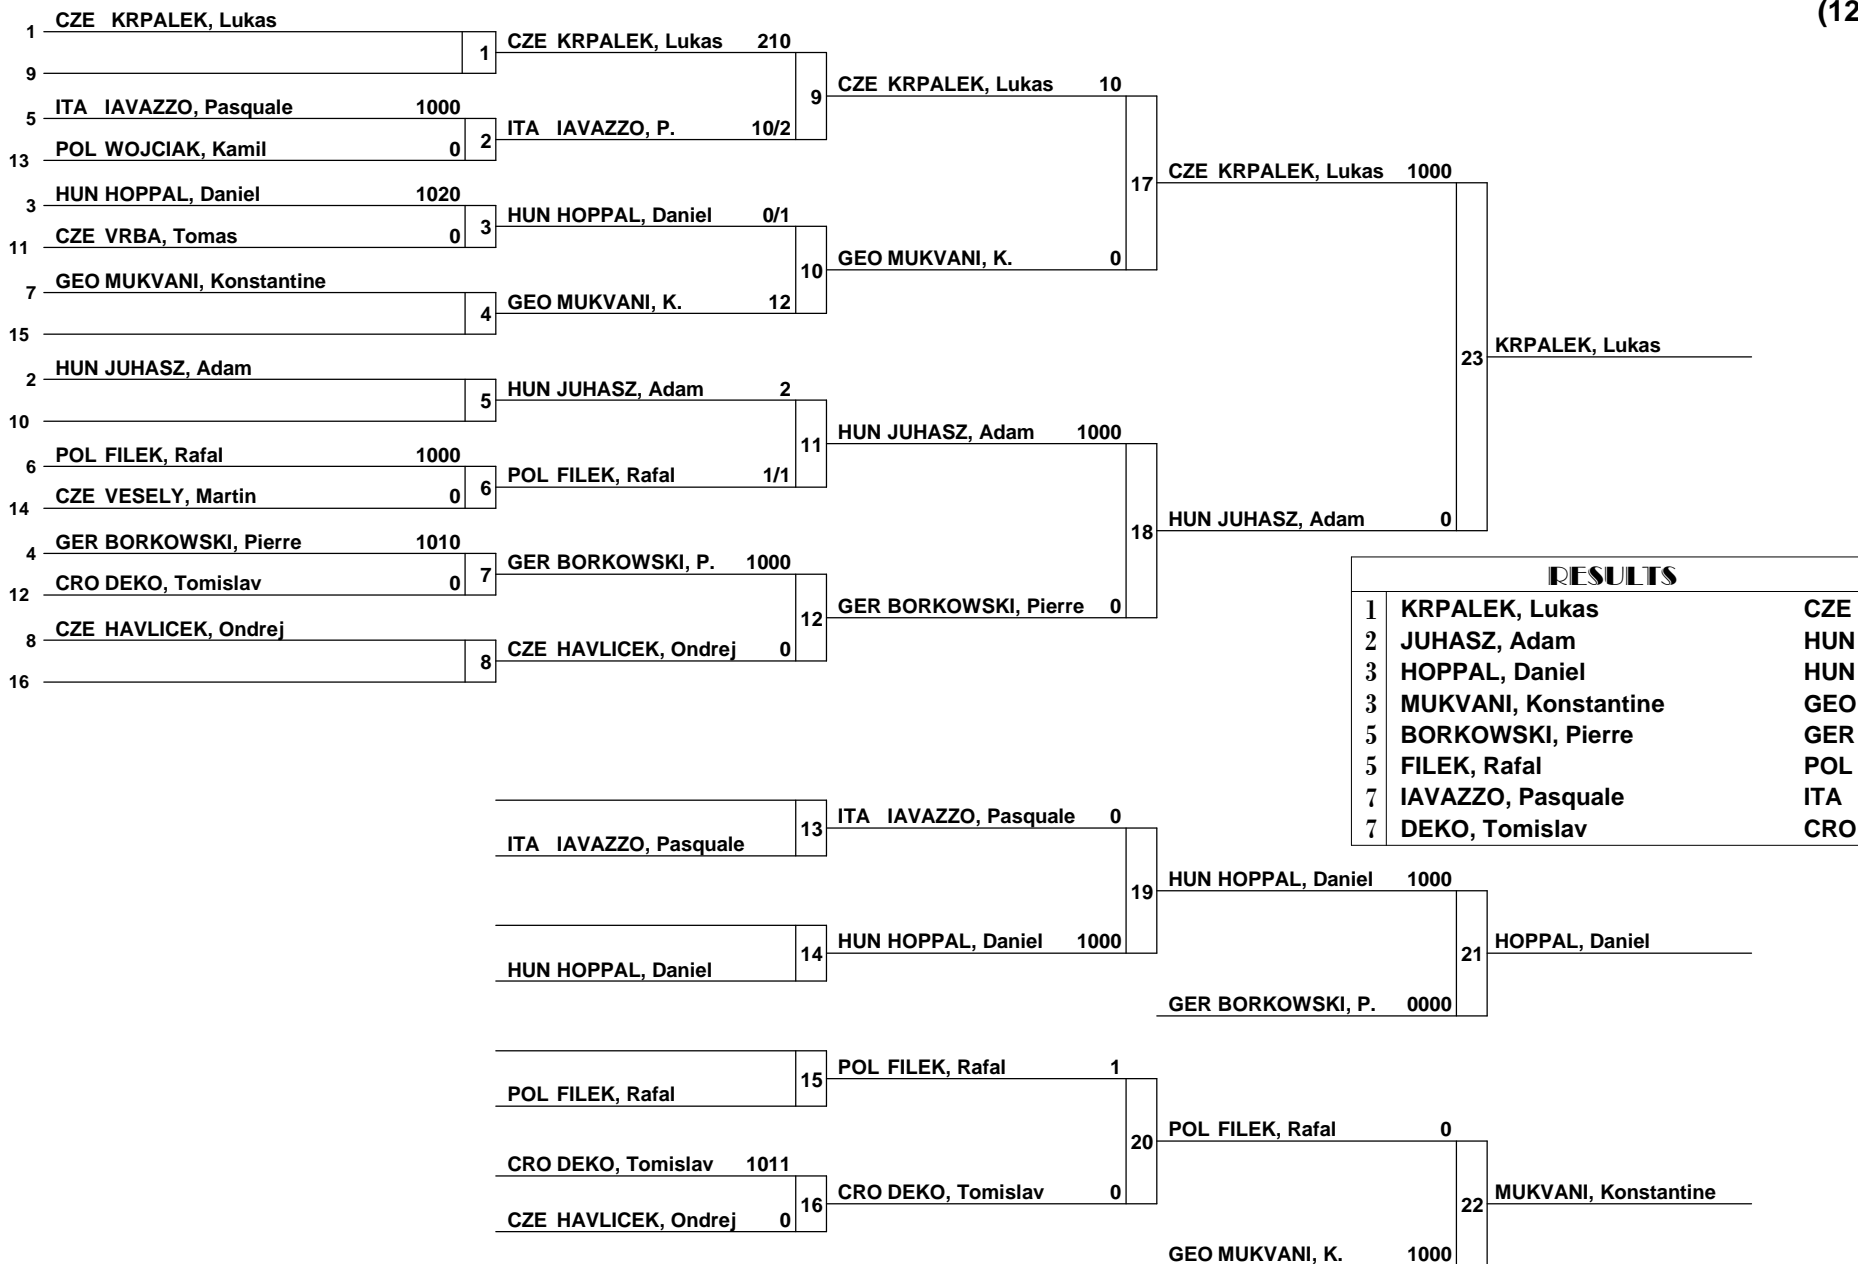 (12
1 CZE KRPALEK, Lukas
9
1
5 ITA IAVAZZO, Pasquale 1000
13 POL WOJCIAK, Kamil 0
2
3 HUN HOPPAL, Daniel 1020
11 CZE VRBA, Tomas 0
3
7 GEO MUKVANI, Konstantine
15
4
2 HUN JUHASZ, Adam
10
5
6 POL FILEK, Rafal 1000
14 CZE VESELY, Martin 0
6
4 GER BORKOWSKI, Pierre 1010
12 CRO DEKO, Tomislav 0
7
8 CZE HAVLICEK, Ondrej
16
8
CZE KRPALEK, Lukas 210
ITA IAVAZZO, P. 10/2
9
HUN HOPPAL, Daniel 0/1
GEO MUKVANI, K. 12
10
HUN JUHASZ, Adam 2
POL FILEK, Rafal 1/1
11
GER BORKOWSKI, P. 1000
CZE HAVLICEK, Ondrej 0
12
CZE KRPALEK, Lukas 10
GEO MUKVANI, K. 0
17
HUN JUHASZ, Adam 1000
GER BORKOWSKI, Pierre 0
18
CZE KRPALEK, Lukas 1000
HUN JUHASZ, Adam 0
23
KRPALEK, Lukas
RESULTS
1 KRPALEK, Lukas CZE
2 JUHASZ, Adam HUN
3 HOPPAL, Daniel HUN
3 MUKVANI, Konstantine GEO
5 BORKOWSKI, Pierre GER
5 FILEK, Rafal POL
7 IAVAZZO, Pasquale ITA
7 DEKO, Tomislav CRO
ITA IAVAZZO, Pasquale
13
HUN HOPPAL, Daniel
14
ITA IAVAZZO, Pasquale 0
HUN HOPPAL, Daniel 1000
19
HUN HOPPAL, Daniel 1000
GER BORKOWSKI, P. 0000
21
HOPPAL, Daniel
POL FILEK, Rafal
15
CRO DEKO, Tomislav 1011
CZE HAVLICEK, Ondrej 0
16
POL FILEK, Rafal 1
CRO DEKO, Tomislav 0
20
POL FILEK, Rafal 0
GEO MUKVANI, K. 1000
22
MUKVANI, Konstantine